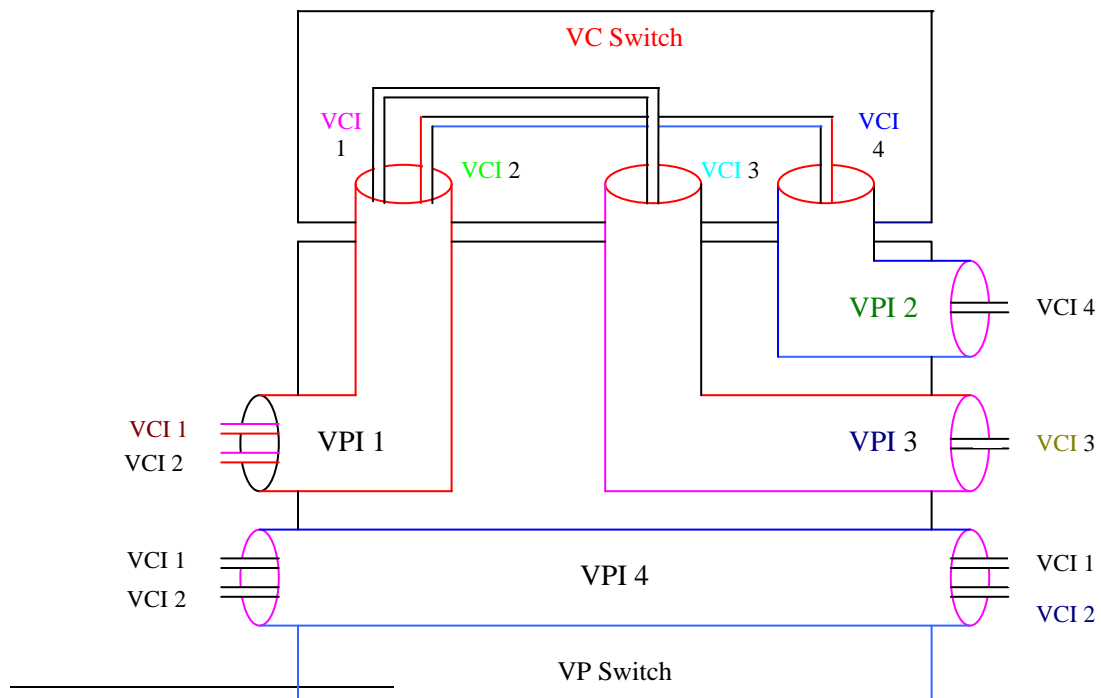 VC Switch
VCI
1
VCI
4
VCI 2
VCI 3
VPI 2
VCI 4
VCI 1
VPI 1
VPI 3
VCI 3
VCI 2
VCI 1
VCI 1
VPI 4
VCI 2
VCI 2
VP Switch